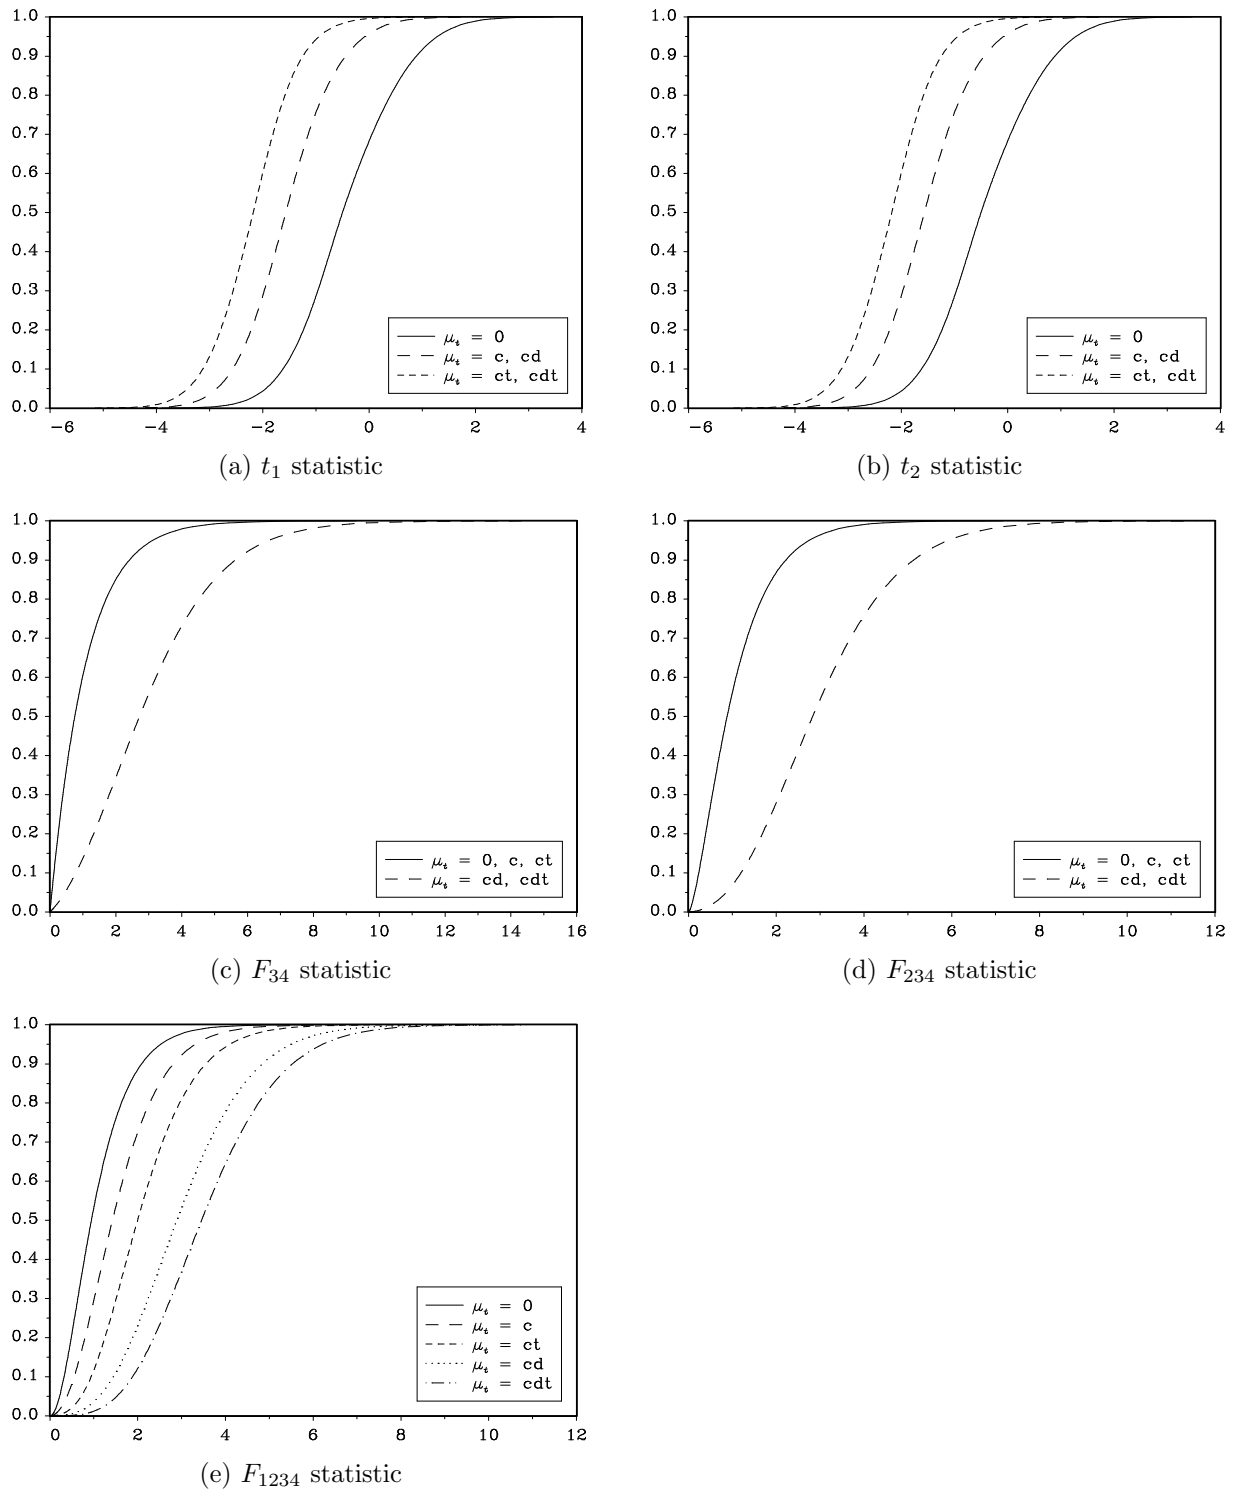 1.0
0.9
0.8
0.7
0.6
0.5
0.4
0.3
0.2
0.1
0.0
μt = 0
μt = c, cd
μt = ct, cdt
−6 −4 −2 0 2 4
(a) t1 statistic
1.0
0.9
0.8
0.7
0.6
0.5
0.4
0.3
0.2
0.1
0.0
μt = 0
μt = c, cd
μt = ct, cdt
−6 −4 −2 0 2 4
(b) t2 statistic
1.0
0.9
0.8
0.7
0.6
0.5
0.4
0.3
0.2
0.1
0.0
μt = 0, c, ct
μt = cd, cdt
0 2 4 6 8 10 12 14 16
(c) F34 statistic
1.0
0.9
0.8
0.7
0.6
0.5
0.4
0.3
0.2
0.1
0.0
μt = 0, c, ct
μt = cd, cdt
0 2 4 6 8 10 12
(d) F234 statistic
1.0
0.9
0.8
0.7
0.6
0.5
0.4
0.3
0.2
0.1
0.0
μt = 0
μt = c
μt = ct
μt = cd
μt = cdt
0 2 4 6 8 10 12
(e) F1234 statistic